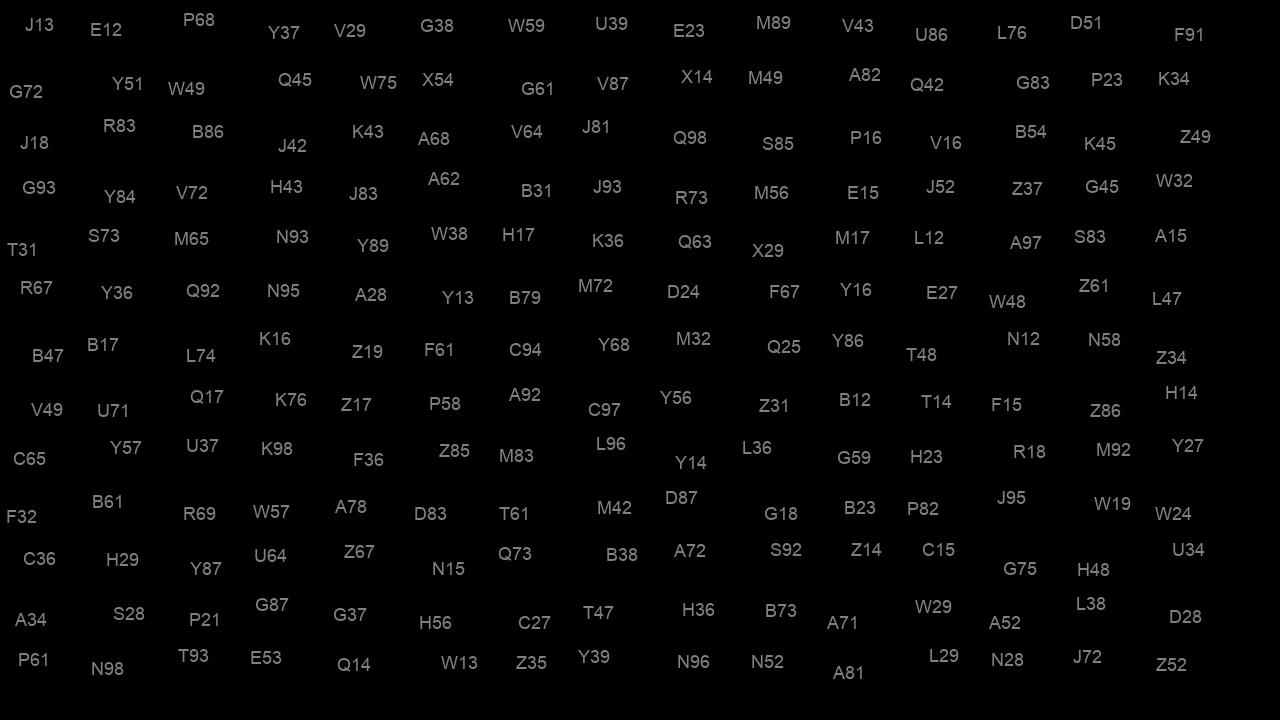 J13 E12 P68 Y37 V29 G38 W59 U39 E23 M89 V43 U86 L76 D51 F91
G72 Y51 W49 Q45 W75 X54 G61 V87 X14 M49 A82 Q42 G83 P23 K34
J18 R83 B86 J42 K43 A68 V64 J81 Q98 S85 P16 V16 B54 K45 Z49
G93 Y84 V72 H43 J83 A62 B31 J93 R73 M56 E15 J52 Z37 G45 W32
T31 S73 M65 N93 Y89 W38 H17 K36 Q63 X29 M17 L12 A97 S83 A15
R67 Y36 Q92 N95 A28 Y13 B79 M72 D24 F67 Y16 E27 W48 Z61 L47
B47 B17 L74 K16 Z19 F61 C94 Y68 M32 Q25 Y86 T48 N12 N58 Z34
V49 U71 Q17 K76 Z17 P58 A92 C97 Y56 Z31 B12 T14 F15 Z86 H14
C65 Y57 U37 K98 F36 Z85 M83 L96 Y14 L36 G59 H23 R18 M92 Y27
F32 B61 R69 W57 A78 D83 T61 M42 D87 G18 B23 P82 J95 W19 W24
C36 H29 Y87 U64 Z67 N15 Q73 B38 A72 S92 Z14 C15 G75 H48 U34
A34 S28 P21 G87 G37 H56 C27 T47 H36 B73 A71 W29 A52 L38 D28
P61 N98 T93 E53 Q14 W13 Z35 Y39 N96 N52 A81 L29 N28 J72 Z52